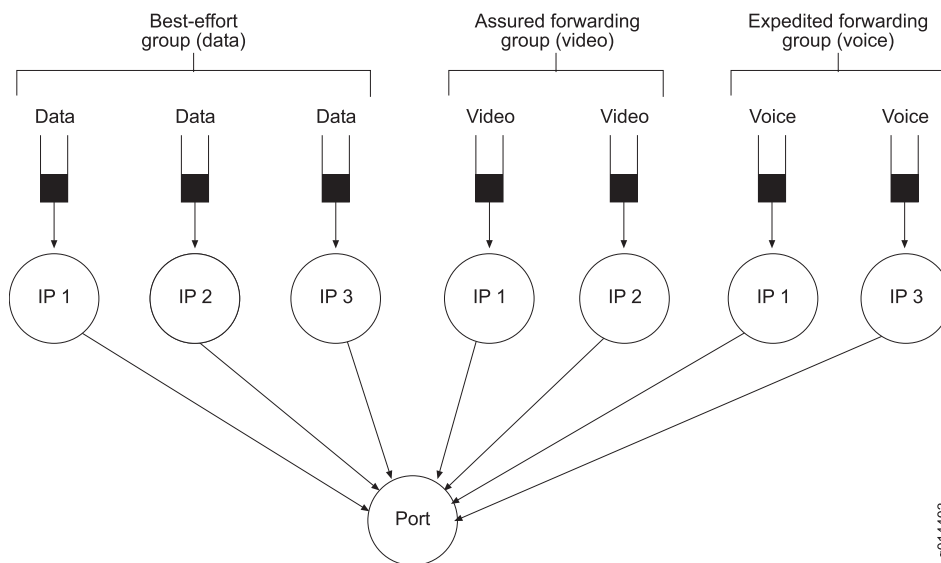 Best-effort
group (data)
Assured forwarding
group (video)
Expedited forwarding
group (voice)
Data
Data
Data
Video
Video
Voice
Voice
IP 1
IP 2
IP 3
IP 1
IP 2
IP 1
IP 3
Port